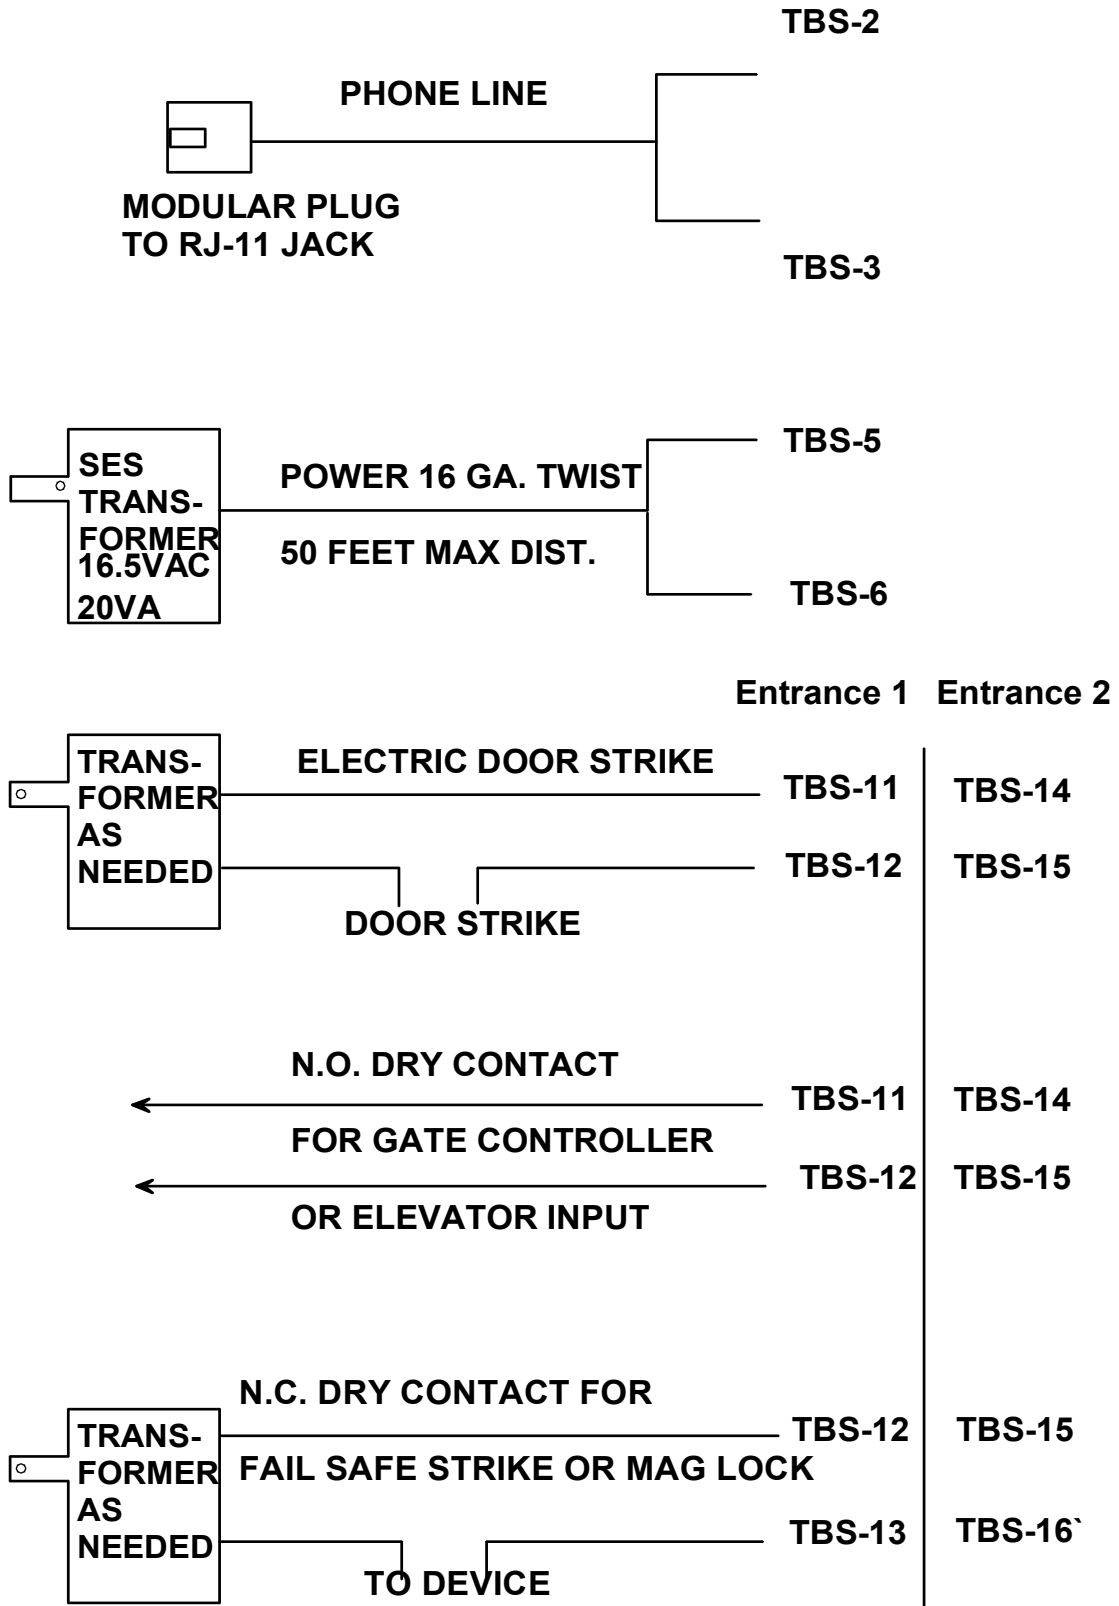 TBS-2
PHONE LINE
MODULAR PLUG
TO RJ-11 JACK
TBS-3
SES
TRANS-
FORMER
16.5VAC
20VA
POWER 16 GA. TWIST
50 FEET MAX DIST.
TBS-5
TBS-6
Entrance 1 Entrance 2
TRANS-
FORMER
AS
NEEDED
ELECTRIC DOOR STRIKE
TBS-11 TBS-14
TBS-12 TBS-15
DOOR STRIKE
N.O. DRY CONTACT
TBS-11 TBS-14
FOR GATE CONTROLLER
TBS-12 TBS-15
OR ELEVATOR INPUT
N.C. DRY CONTACT FOR
TRANS-
FORMER
AS
NEEDED
TBS-12 TBS-15
FAIL SAFE STRIKE OR MAG LOCK
TBS-13 TBS-16`
TO DEVICE